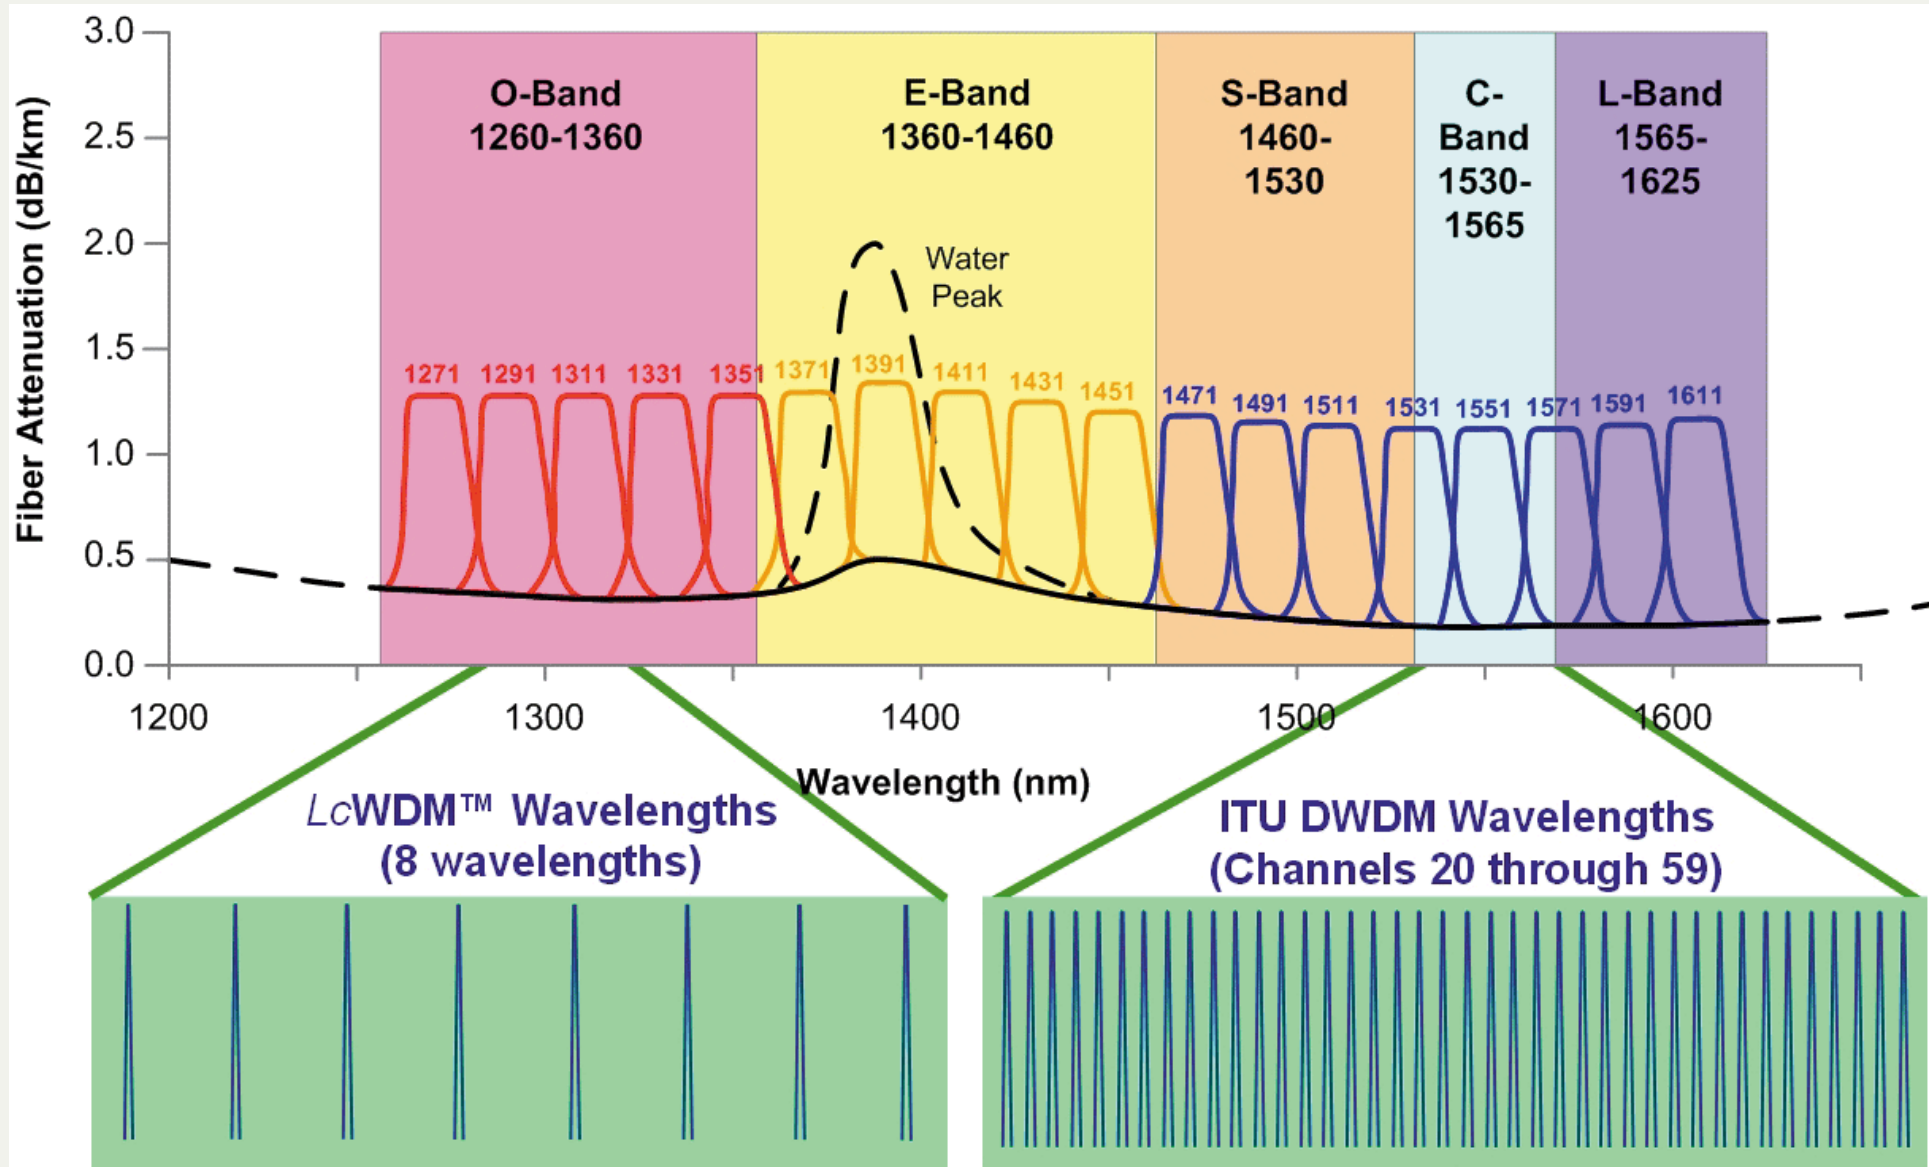 3.0
2.5
2.0
1.5
1.0
0.5
0.0
Fiber Attenuation (dB/km)
O-Band
1260-1360
E-Band
1360-1460
S-Band
1460-
1530
C-
Band
1530-
1565
L-Band
1565-
1625
Water
Peak
1271 1291 1311 1331 1351 1371 1391 1411 1431 1451 1471 1491 1511 1531 1551 1571 1591 1611
1200 1300 1400 1500 1600
Wavelength (nm)
LcWDM™ Wavelengths
(8 wavelengths)
ITU DWDM Wavelengths
(Channels 20 through 59)